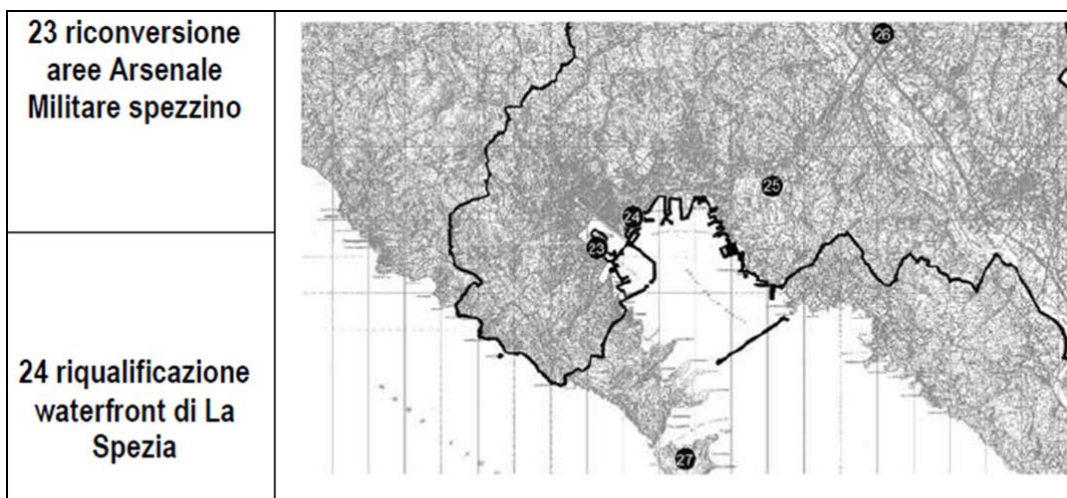 23 riconversione
aree Arsenale
Militare spezzino
24 riqualificazione
waterfront di La
Spezia
26
25
24
23
27